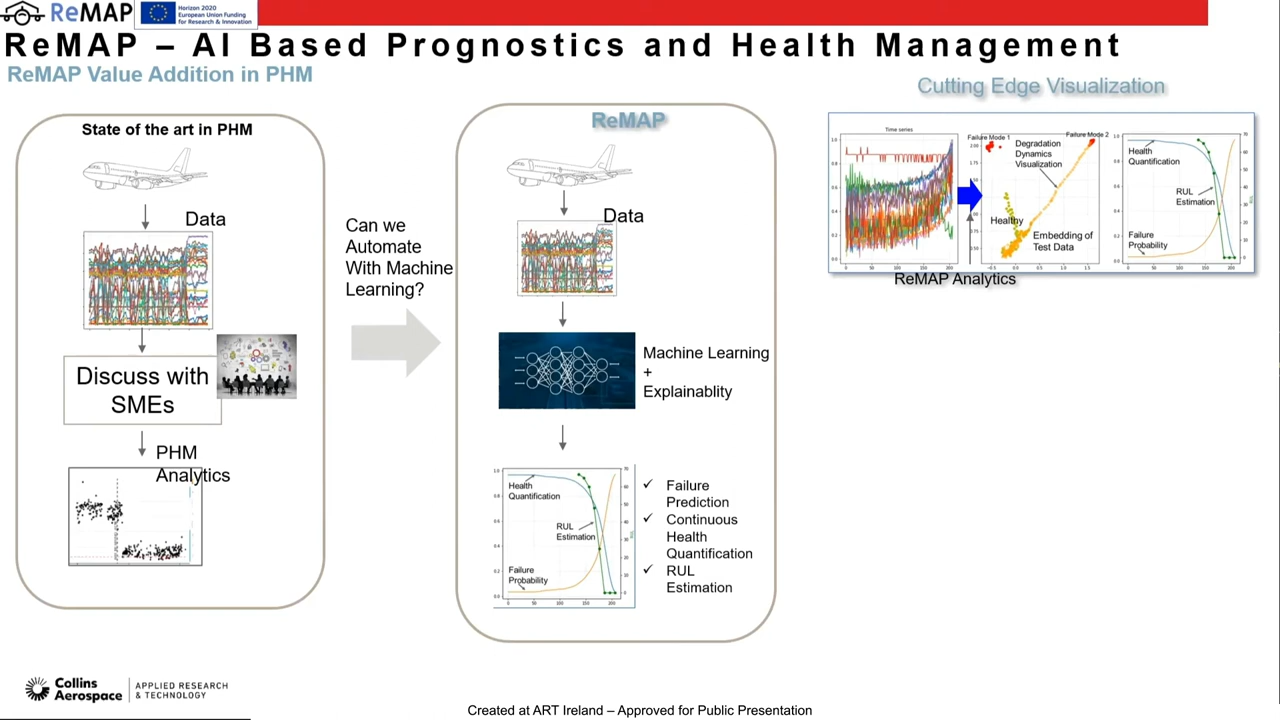 ReMAP
Horizon 2020
European Union Funding
for Research & Innovation
ReMAP – AI Based Prognostics and Health Management
ReMAP Value Addition in PHM
State of the art in PHM
Data
Discuss with
SMEs
PHM
Analytics
Can we
Automate
With Machine
Learning?
ReMAP
Data
Machine Learning
+
Explainablity
Health
Quantification
RUL
Estimation
Failure
Probability
✓ Failure
Prediction
✓ Continuous
Health
Quantification
✓ RUL
Estimation
Cutting Edge Visualization
Time series
Failure Mode 1
Failure Mode 2
Degradation
Dynamics
Visualization
Healthy
Embedding of
Test Data
Health
Quantification
RUL
Estimation
Failure
Probability
ReMAP Analytics
Collins
Aerospace
APPLIED RESEARCH
& TECHNOLOGY
Created at ART Ireland – Approved for Public Presentation